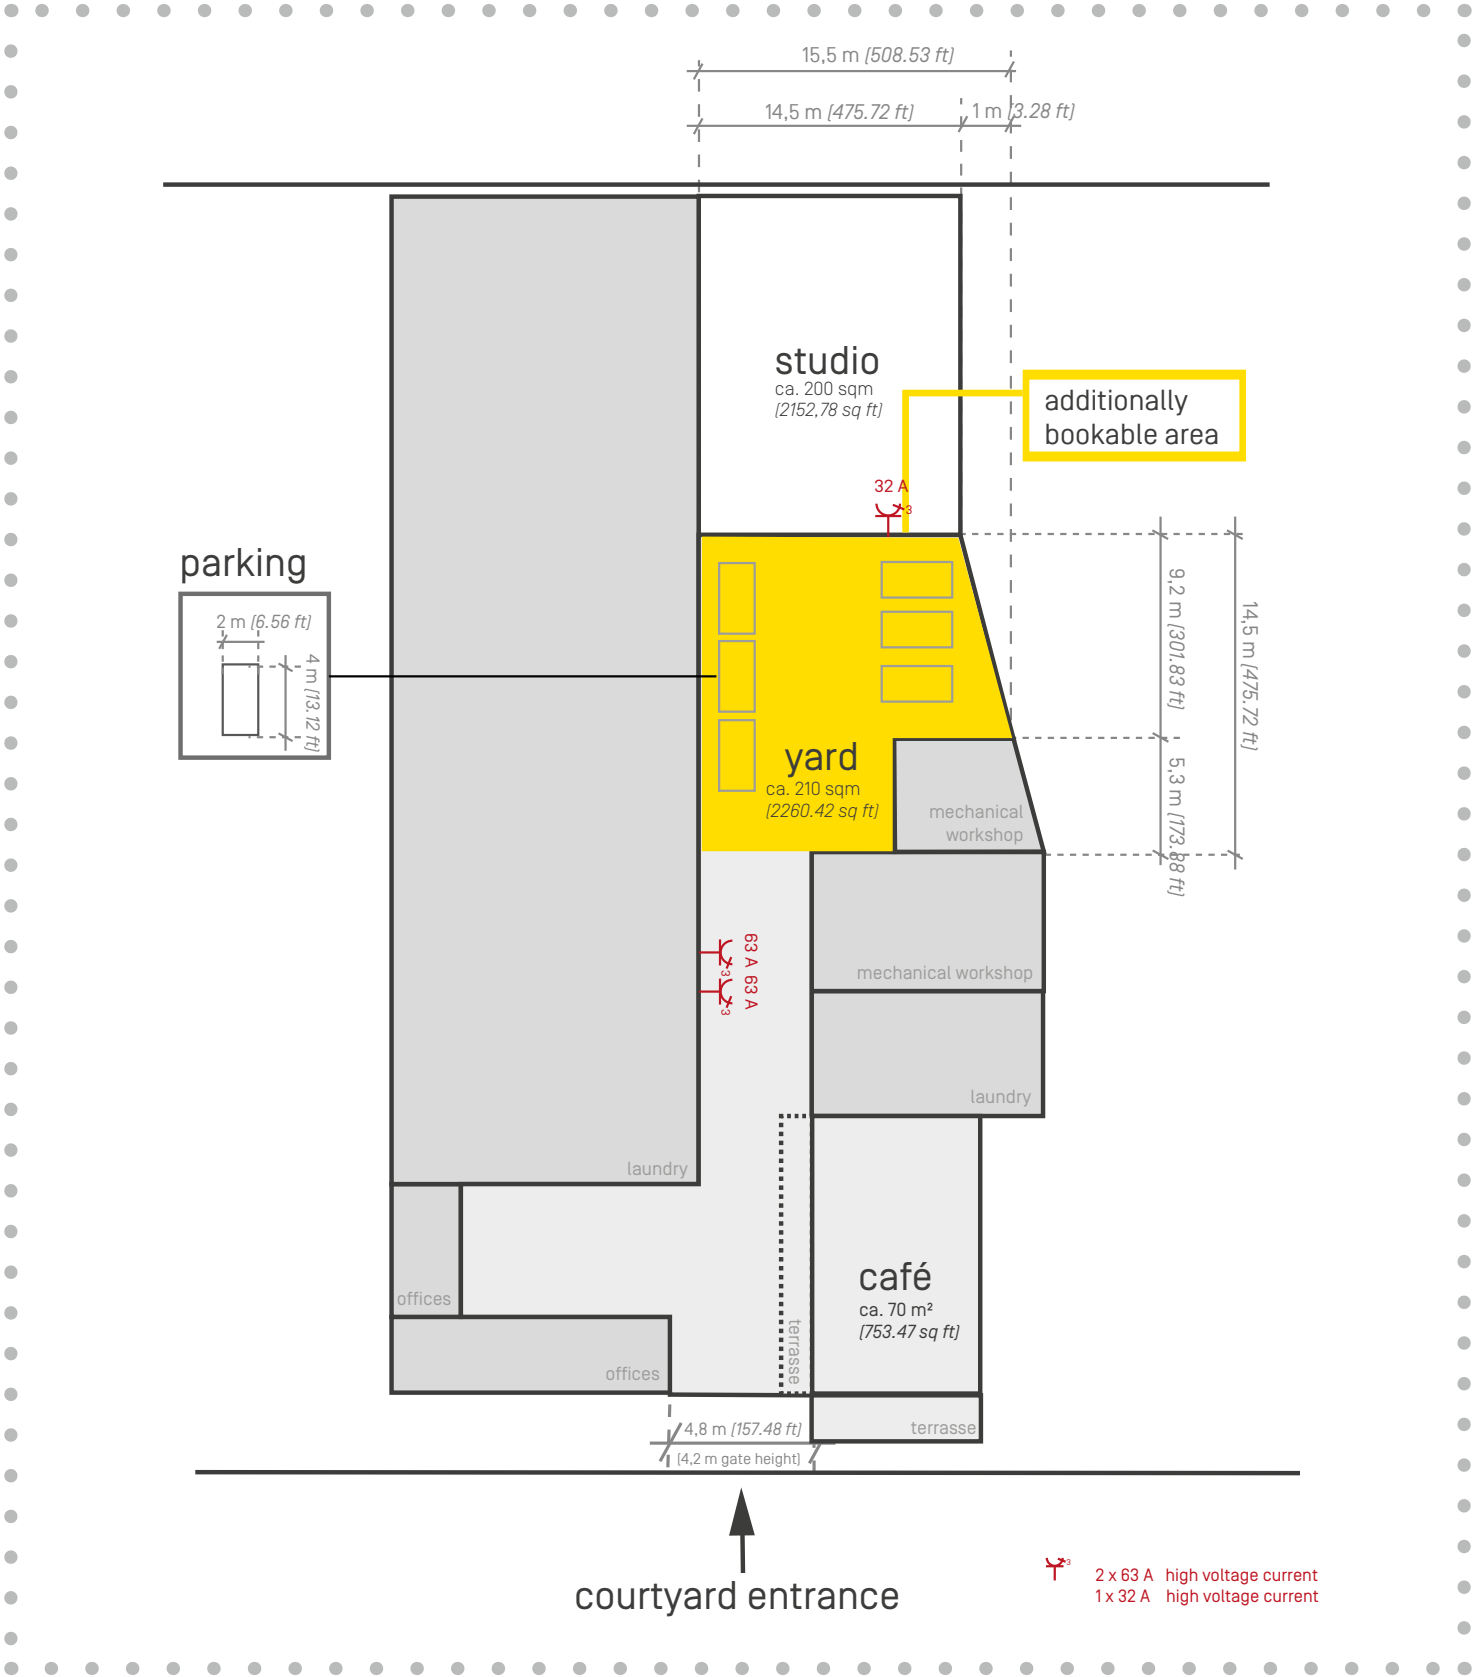 15,5 m (508.53 ft)
14,5 m (475.72 ft)
1 m (3.28 ft)
studio
ca. 200 sqm
(2152,78 sq ft)
additionally
bookable area
32 A
3
parking
2 m (6.56 ft)
4 m (13.12 ft)
9,2 m (301.83 ft)
14,5 m (475.72 ft)
5,3 m (173.88 ft)
yard
ca. 210 sqm
(2260.42 sq ft)
mechanical
workshop
63 A
3
63 A
3
mechanical workshop
laundry
laundry
offices
offices
terrasse
café
ca. 70 m²
(753.47 sq ft)
terrasse
4,8 m (157.48 ft)
(4,2 m gate height)
courtyard entrance
3
2 x 63 A high voltage current
1 x 32 A high voltage current